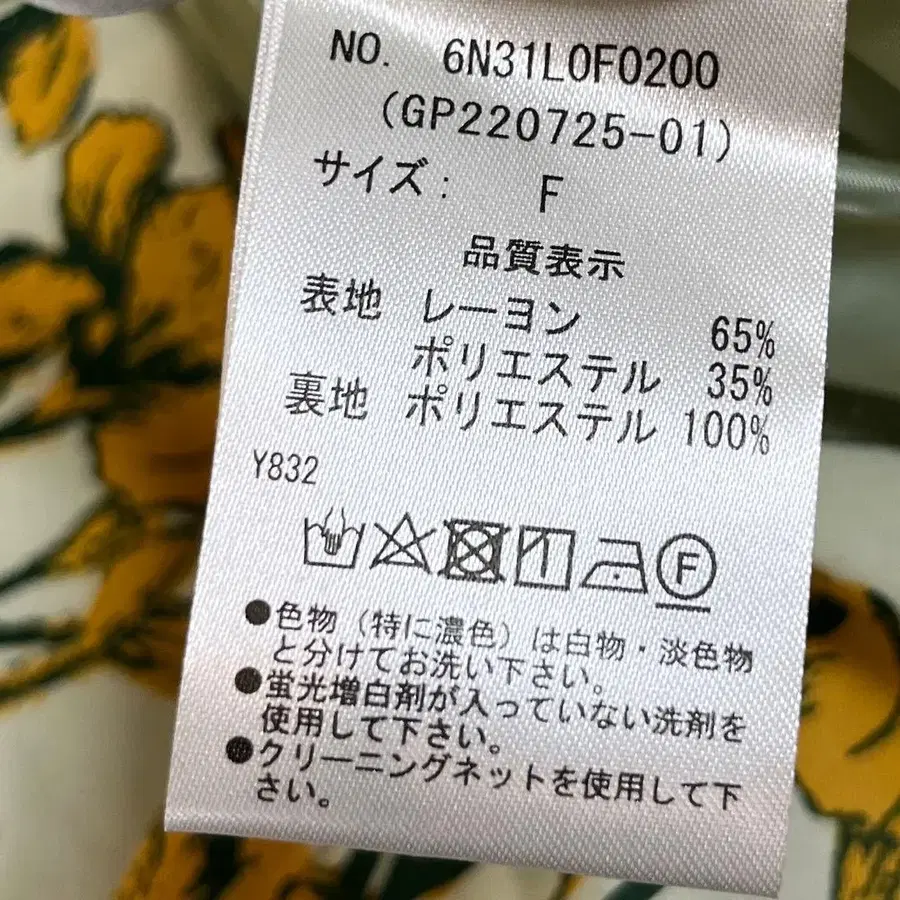 NO. 6N31L0F0200
(GP220725-01)
サイズ: F
品質表示
表地 レーヨン 65%
ポリエステル 35%
裏地 ポリエステル 100%
Y832
F
●色物(特に濃色)は白物・淡色物
と分けてお洗い下さい。
●蛍光増白剤が入っていない洗剤を
使用して下さい。
●クリーニングネットを使用して下
さい。